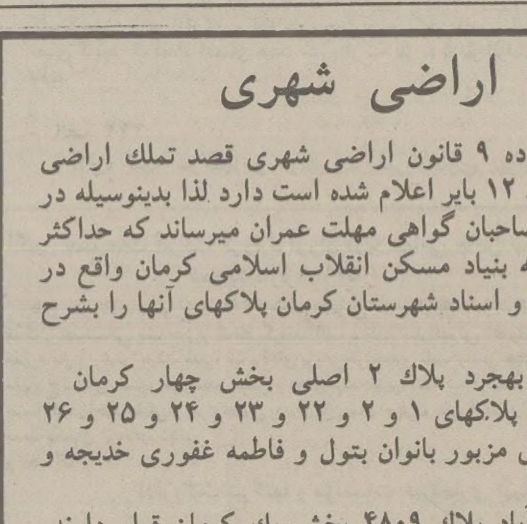 اراضی شهری
ده ۹ قانون اراضی شهری قصد تملك اراضی
۱۲ بایر اعلام شده است دارد لذا بدینوسیله در
صاحبان گواهی مهلت عمران میرساند که حداکثر
به بنیاد مسکن انقلاب اسلامی کرمان واقع در
و اسناد شهرستان کرمان پلاکهای آنها را بشرح
بهجرد پلاك ۲ اصلی بخش چهار کرمان
پلاکهای ۱ و ۲ و ۲۲ و ۲۳ و ۲۴ و ۲۵ و ۲۶
مزبور بانوان بتول و فاطمه غفوری خدیجه و